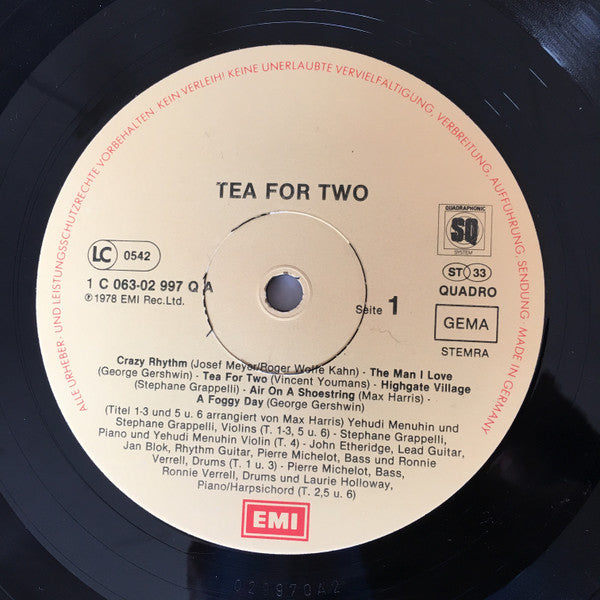 ALLE URHEBER- UND LEISTUNGSSCHUTZRECHTE VORBEHALTEN. KEIN VERLEIH! KEINE UNERLAUBTE VERVIELFÄLTIGUNG, VERBREITUNG, AUFFÜHRUNG, SENDUNG. MADE IN GERMANY
TEA FOR TWO
QUADRAPHONIC
SQ
SYSTEM
LC 0542
ST 33
1 C 063-02 997 Q A
QUADRO
℗1978 EMI Rec.Ltd.
Seite 1
GEMA
STEMRA
Crazy Rhythm (Josef Meyer/Roger Wolfe Kahn) - The Man I Love
(George Gershwin) - Tea For Two (Vincent Youmans) - Highgate Village
(Stephane Grappelli) - Air On A Shoestring (Max Harris) -
A Foggy Day (George Gershwin)
(Titel 1-3 und 5 u. 6 arrangiert von Max Harris) Yehudi Menuhin und
Stephane Grappelli, Violins (T. 1-3, 5 u. 6) - Stephane Grappelli,
Piano und Yehudi Menuhin Violin (T. 4) - John Etheridge, Lead Guitar,
Jan Blok, Rhythm Guitar, Pierre Michelot, Bass und Ronnie
Verrell, Drums (T. 1 u. 3) - Pierre Michelot, Bass,
Ronnie Verrell, Drums und Laurie Holloway,
Piano/Harpsichord (T. 2,5 u. 6)
EMI